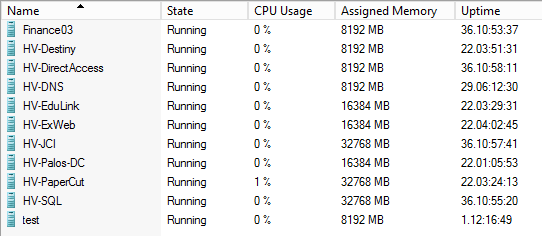 Name State CPU Usage Assigned Memory Uptime
Finance03 Running 0 % 8192 MB 36.10:53:37
HV-Destiny Running 0 % 8192 MB 22.03:51:31
HV-DirectAccess Running 0 % 8192 MB 36.10:58:11
HV-DNS Running 0 % 8192 MB 29.06:12:30
HV-EduLink Running 0 % 16384 MB 22.03:29:31
HV-ExWeb Running 0 % 16384 MB 22.04:02:45
HV-JCI Running 0 % 32768 MB 36.10:57:41
HV-Palos-DC Running 0 % 16384 MB 22.01:05:53
HV-PaperCut Running 1 % 32768 MB 22.03:24:13
HV-SQL Running 0 % 32768 MB 36.10:55:20
test Running 0 % 8192 MB 1.12:16:49